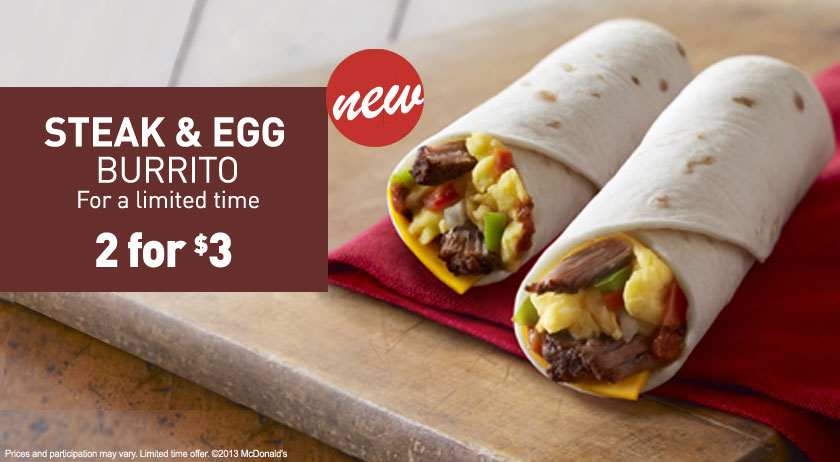 new
STEAK & EGG
BURRITO
For a limited time
2 for $3
Prices and participation may vary. Limited time offer. ©2013 McDonald's